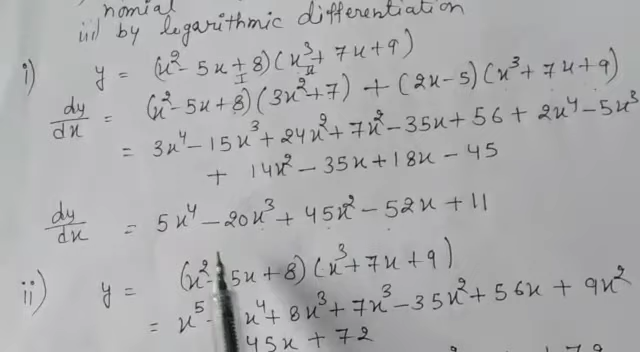 nomial
iii) by logarithmic differentiation
i) y = (x² - 5x + 8)(x³ + 7x + 9)
dy/dx = (x² - 5x + 8)(3x² + 7) + (2x - 5)(x³ + 7x + 9)
= 3x⁴ - 15x³ + 24x² + 7x² - 35x + 56 + 2x⁴ - 5x³
+ 14x² - 35x + 18x - 45
dy/dx = 5x⁴ - 20x³ + 45x² - 52x + 11
ii) y = (x² - 5x + 8)(x³ + 7x + 9)
= x⁵ - x⁴ + 8x³ + 7x³ - 35x² + 56x + 9x²
45x + 72